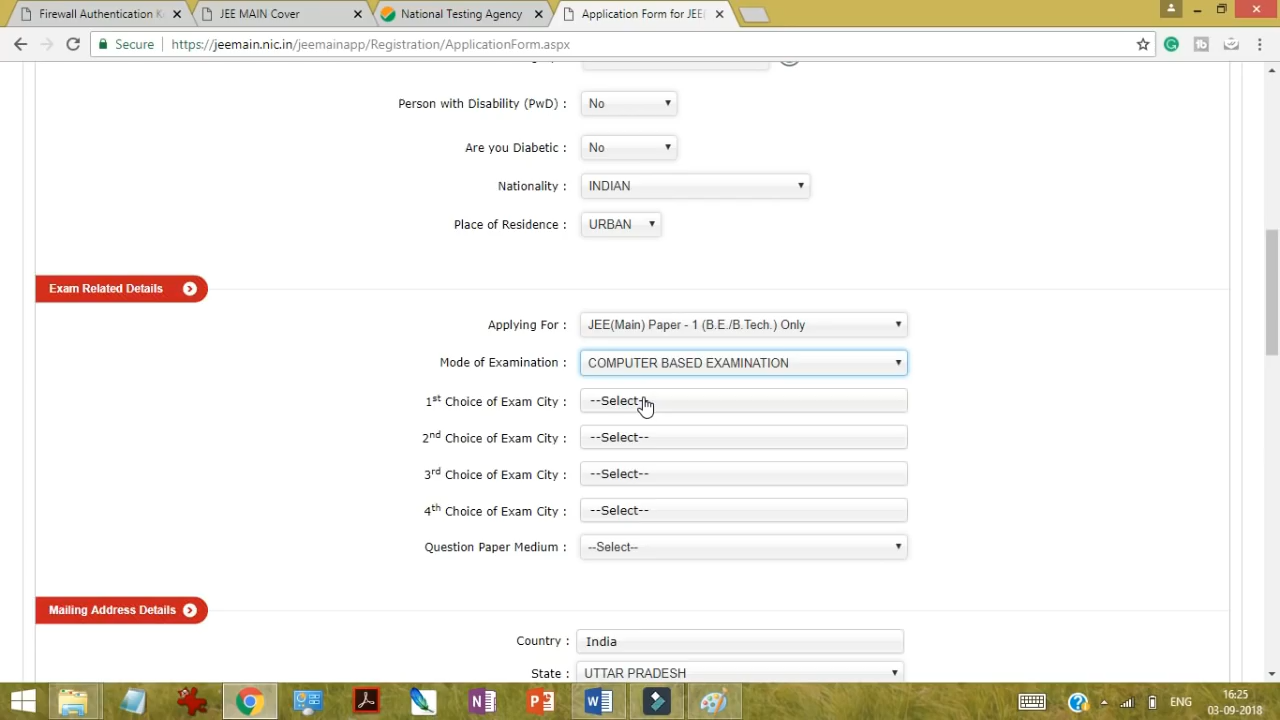 Firewall Authentication K
JEE MAIN Cover
National Testing Agency
Application Form for JEE
Secure
https://jeemain.nic.in/jeemainapp/Registration/ApplicationForm.aspx
Person with Disability (PwD) : No
Are you Diabetic : No
Nationality : INDIAN
Place of Residence : URBAN
Exam Related Details
Applying For : JEE(Main) Paper - 1 (B.E./B.Tech.) Only
Mode of Examination : COMPUTER BASED EXAMINATION
1st Choice of Exam City : --Select--
2nd Choice of Exam City : --Select--
3rd Choice of Exam City : --Select--
4th Choice of Exam City : --Select--
Question Paper Medium : --Select--
Mailing Address Details
Country : India
State : UTTAR PRADESH
ENG
16:25
03-09-2018